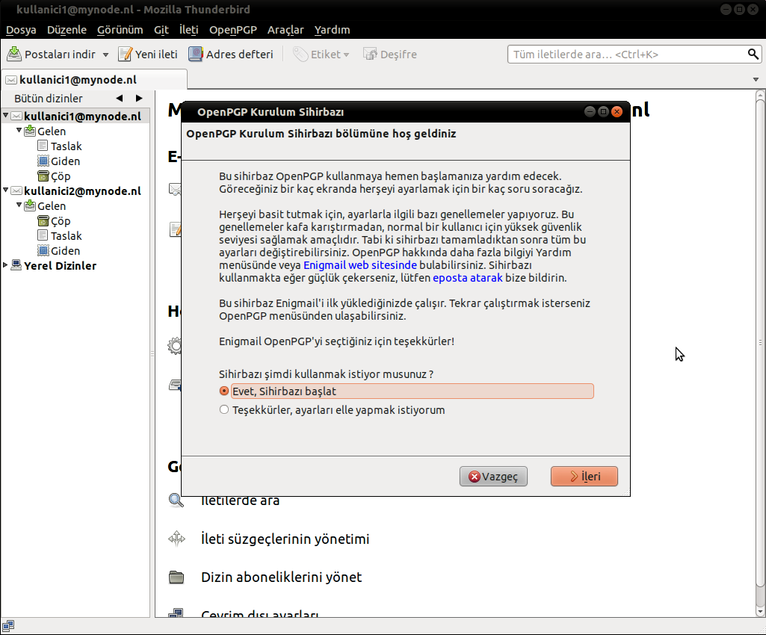 kullanici1@mynode.nl - Mozilla Thunderbird
Dosya Düzenle Görünüm Git İleti OpenPGP Araçlar Yardım
Postaları indir Yeni ileti Adres defteri Etiket Deşifre Tüm iletilerde ara... <Ctrl+K>
kullanici1@mynode.nl
Bütün dizinler
kullanici1@mynode.nl
Gelen
Taslak
Giden
Çöp
kullanici2@mynode.nl
Gelen
Çöp
Taslak
Giden
Yerel Dizinler
nl
OpenPGP Kurulum Sihirbazı
OpenPGP Kurulum Sihirbazı bölümüne hoş geldiniz
Bu sihirbaz OpenPGP kullanmaya hemen başlamanıza yardım edecek.
Göreceğiniz bir kaç ekranda herşeyi ayarlamak için bir kaç soru soracağız.
Herşeyi basit tutmak için, ayarlarla ilgili bazı genellemeler yapıyoruz. Bu
genellemeler kafa karıştırmadan, normal bir kullanıcı için yüksek güvenlik
seviyesi sağlamak amaçlıdır. Tabi ki sihirbazı tamamladıktan sonra tüm bu
ayarları değiştirebilirsiniz. OpenPGP hakkında daha fazla bilgiyi Yardım
menüsünde veya Enigmail web sitesinde bulabilirsiniz. Sihirbazı
kullanmakta eğer güçlük çekerseniz, lütfen eposta atarak bize bildirin.
Bu sihirbaz Enigmail'i ilk yüklediğinizde çalışır. Tekrar çalıştırmak isterseniz
OpenPGP menüsünden ulaşabilirsiniz.
Enigmail OpenPGP'yi seçtiğiniz için teşekkürler!
Sihirbazı şimdi kullanmak istiyor musunuz ?
Evet, Sihirbazı başlat
Teşekkürler, ayarları elle yapmak istiyorum
Vazgeç İleri
İletilerde ara
İleti süzgeçlerinin yönetimi
Dizin aboneliklerini yönet
Çevrim dışı ayarları